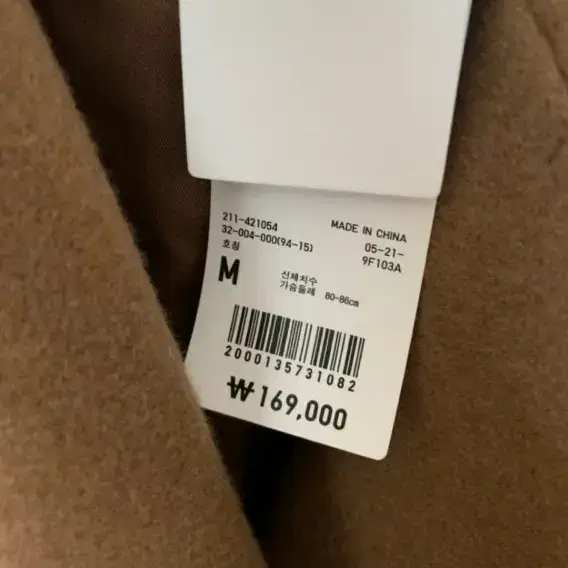 211-421054
32-004-000(94-15)
MADE IN CHINA
05-21-
9F103A
호칭
M
신체치수
가슴둘레 80-86cm
2000135731082
₩169,000